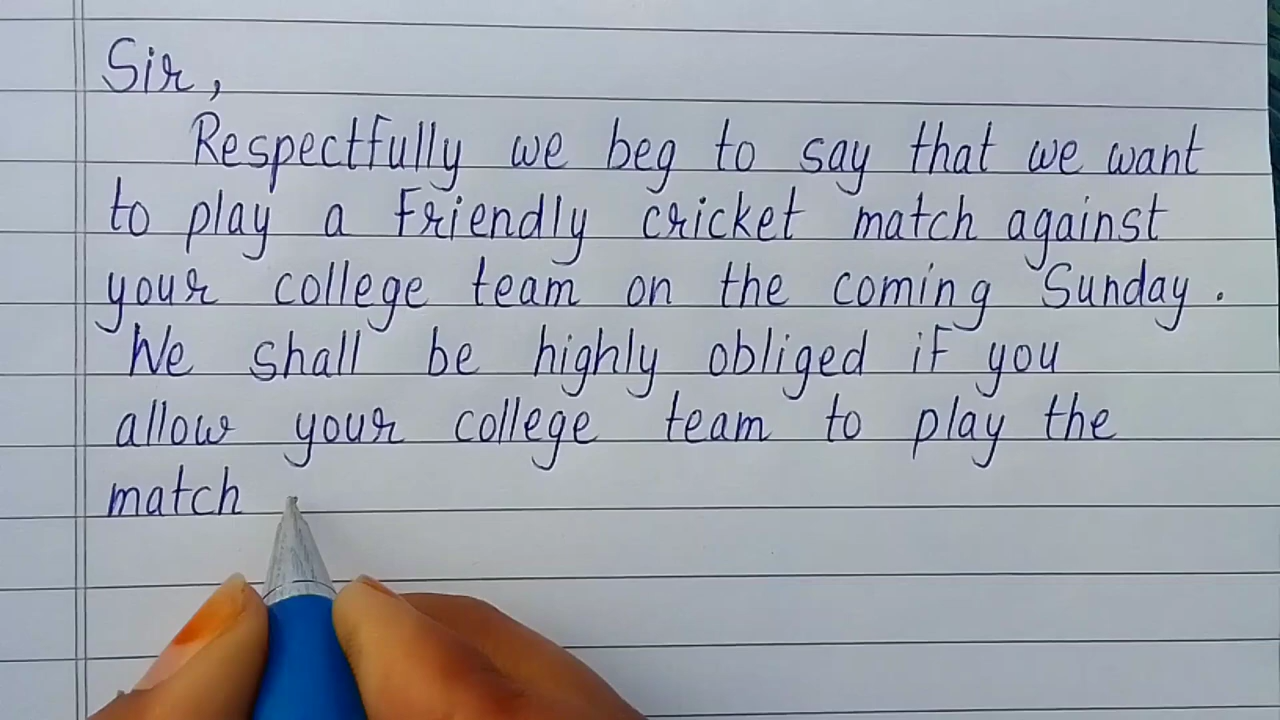 Sir,
Respectfully we beg to say that we want
to play a friendly cricket match against
your college team on the coming Sunday.
We shall be highly obliged if you
allow your college team to play the
match